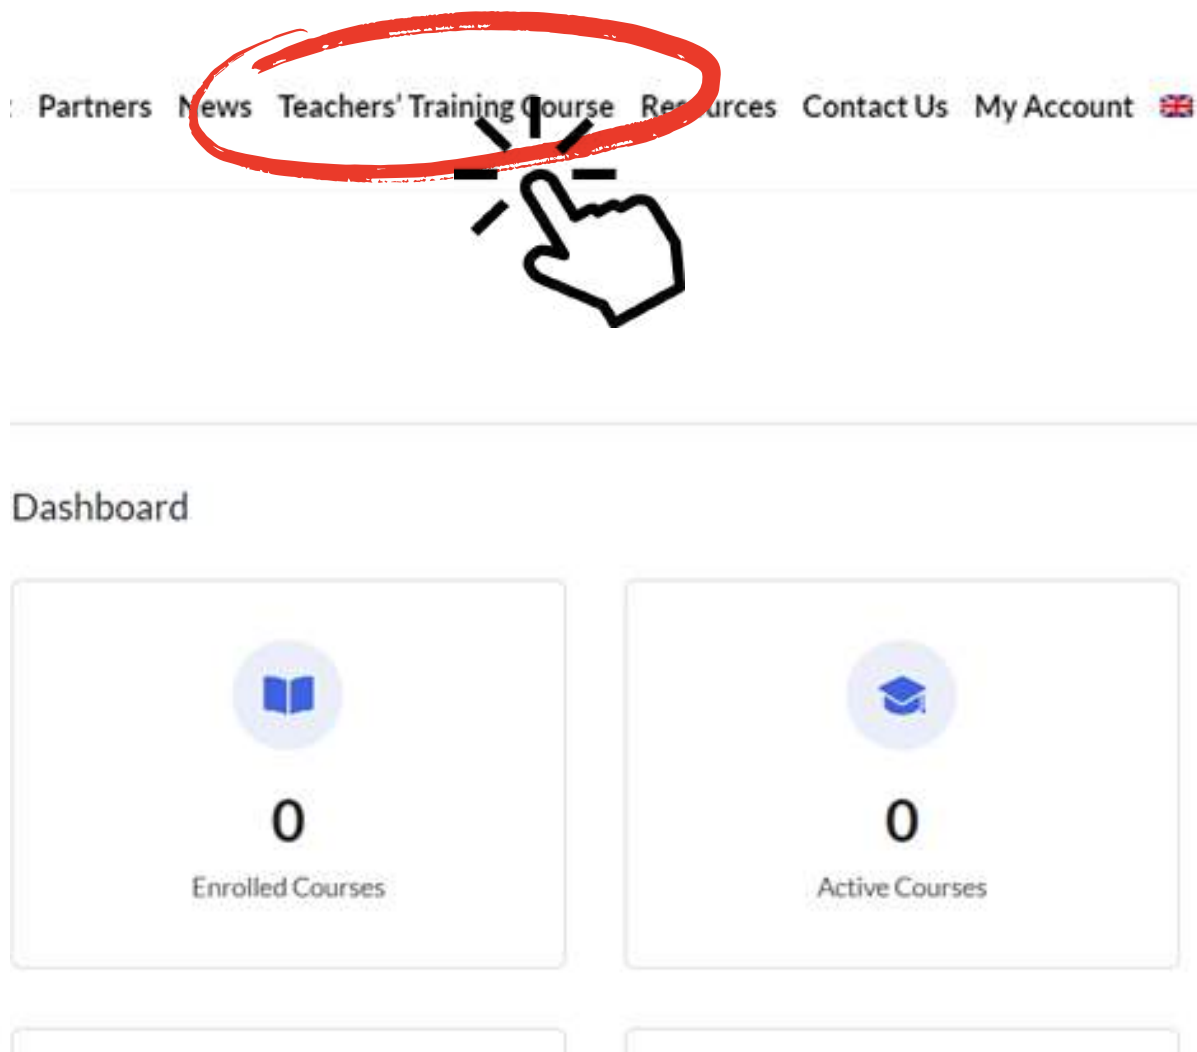 Partners News Teachers' Training Course Resources Contact Us My Account
Dashboard
0 0
Enrolled Courses Active Courses